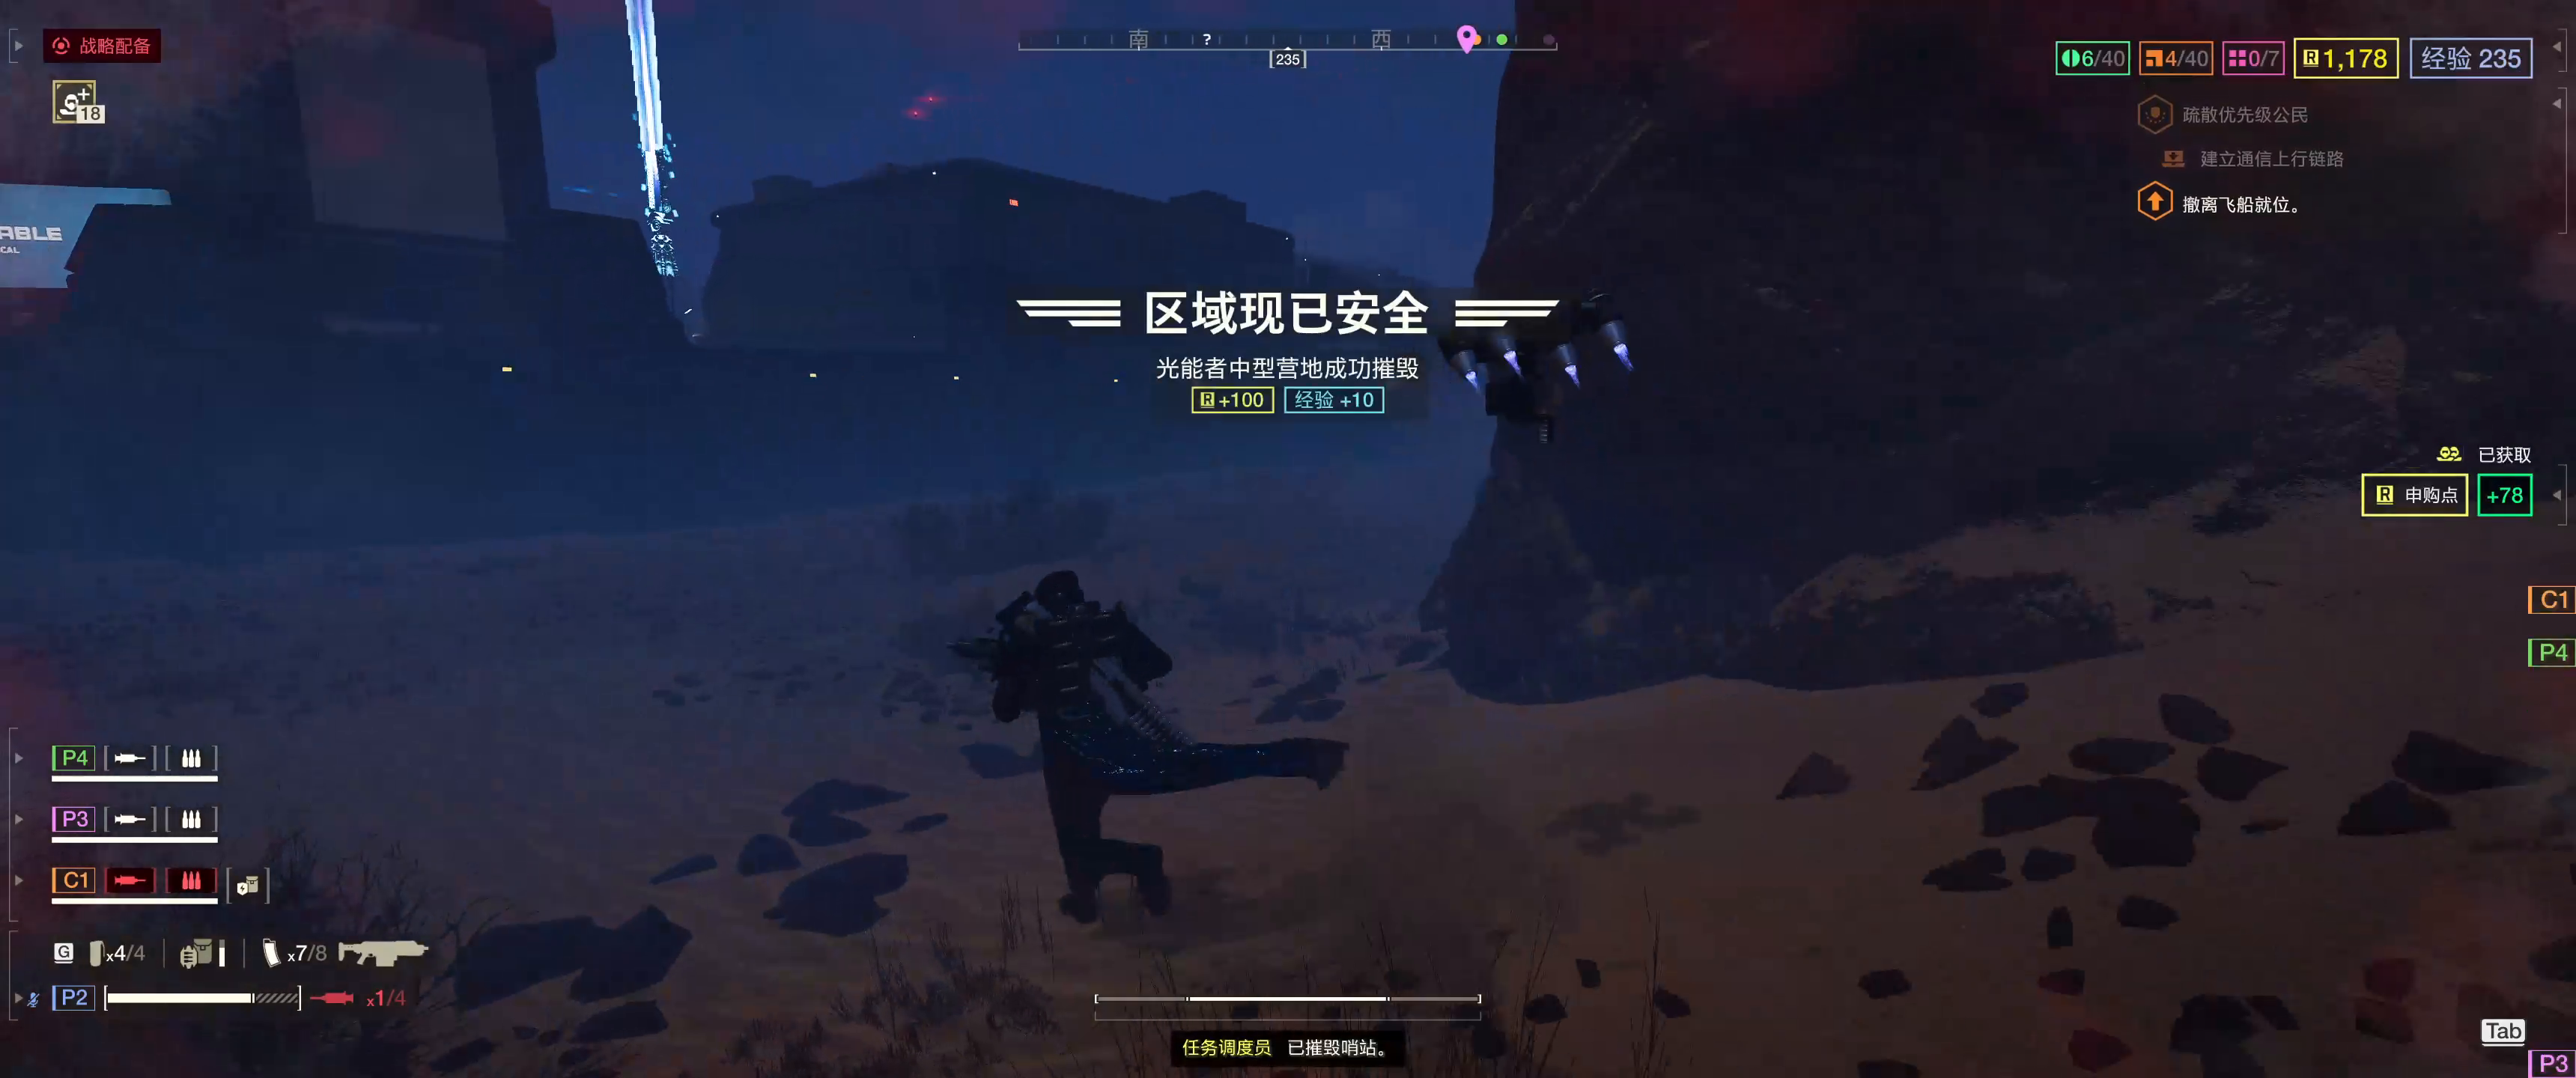 战略配备
18
南
?
西
235
6/40
4/40
0/7
R 1,178
经验 235
疏散优先级公民
建立通信上行链路
撤离飞船就位。
ABLE
CAL
区域现已安全
光能者中型营地成功摧毁
R +100
经验 +10
已获取
R 申购点 +78
C1
P4
P4
P3
C1
G x4/4 x7/8
P2 x1/4
任务调度员 已摧毁哨站。
Tab
P3